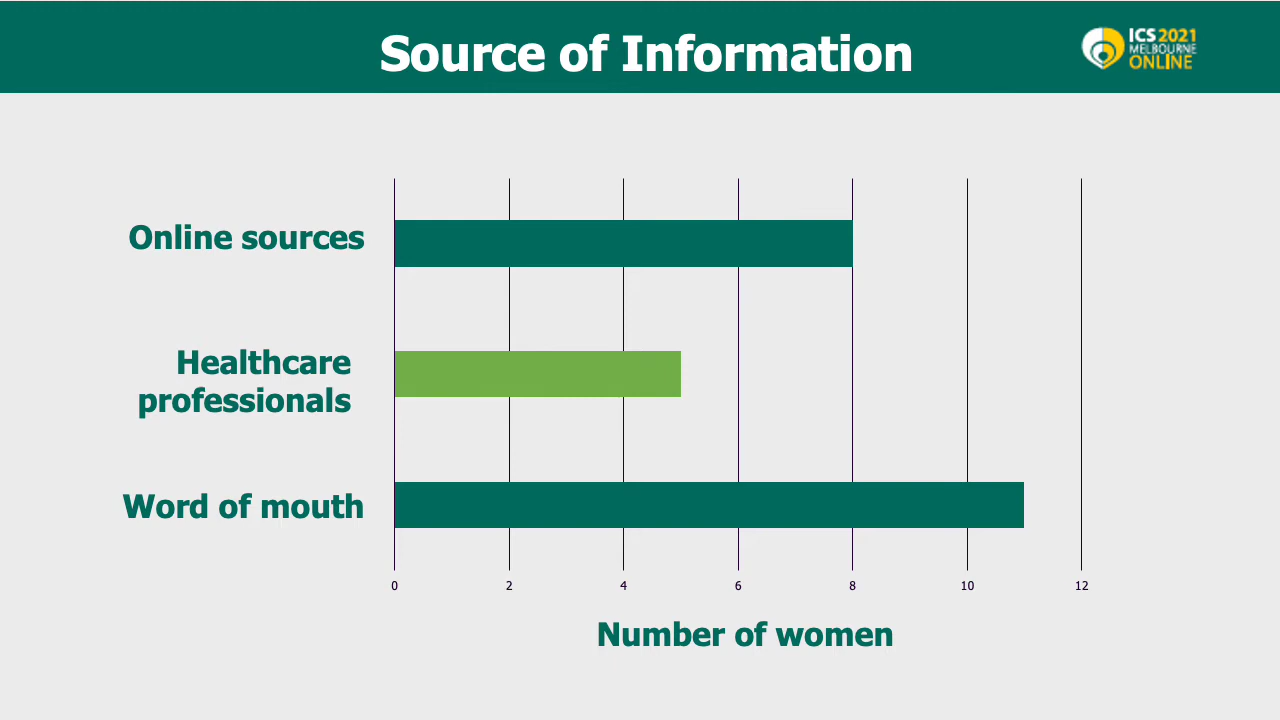 Source of Information
ICS 2021
MELBOURNE
ONLINE
Online sources
Healthcare
professionals
Word of mouth
0 2 4 6 8 10 12
Number of women